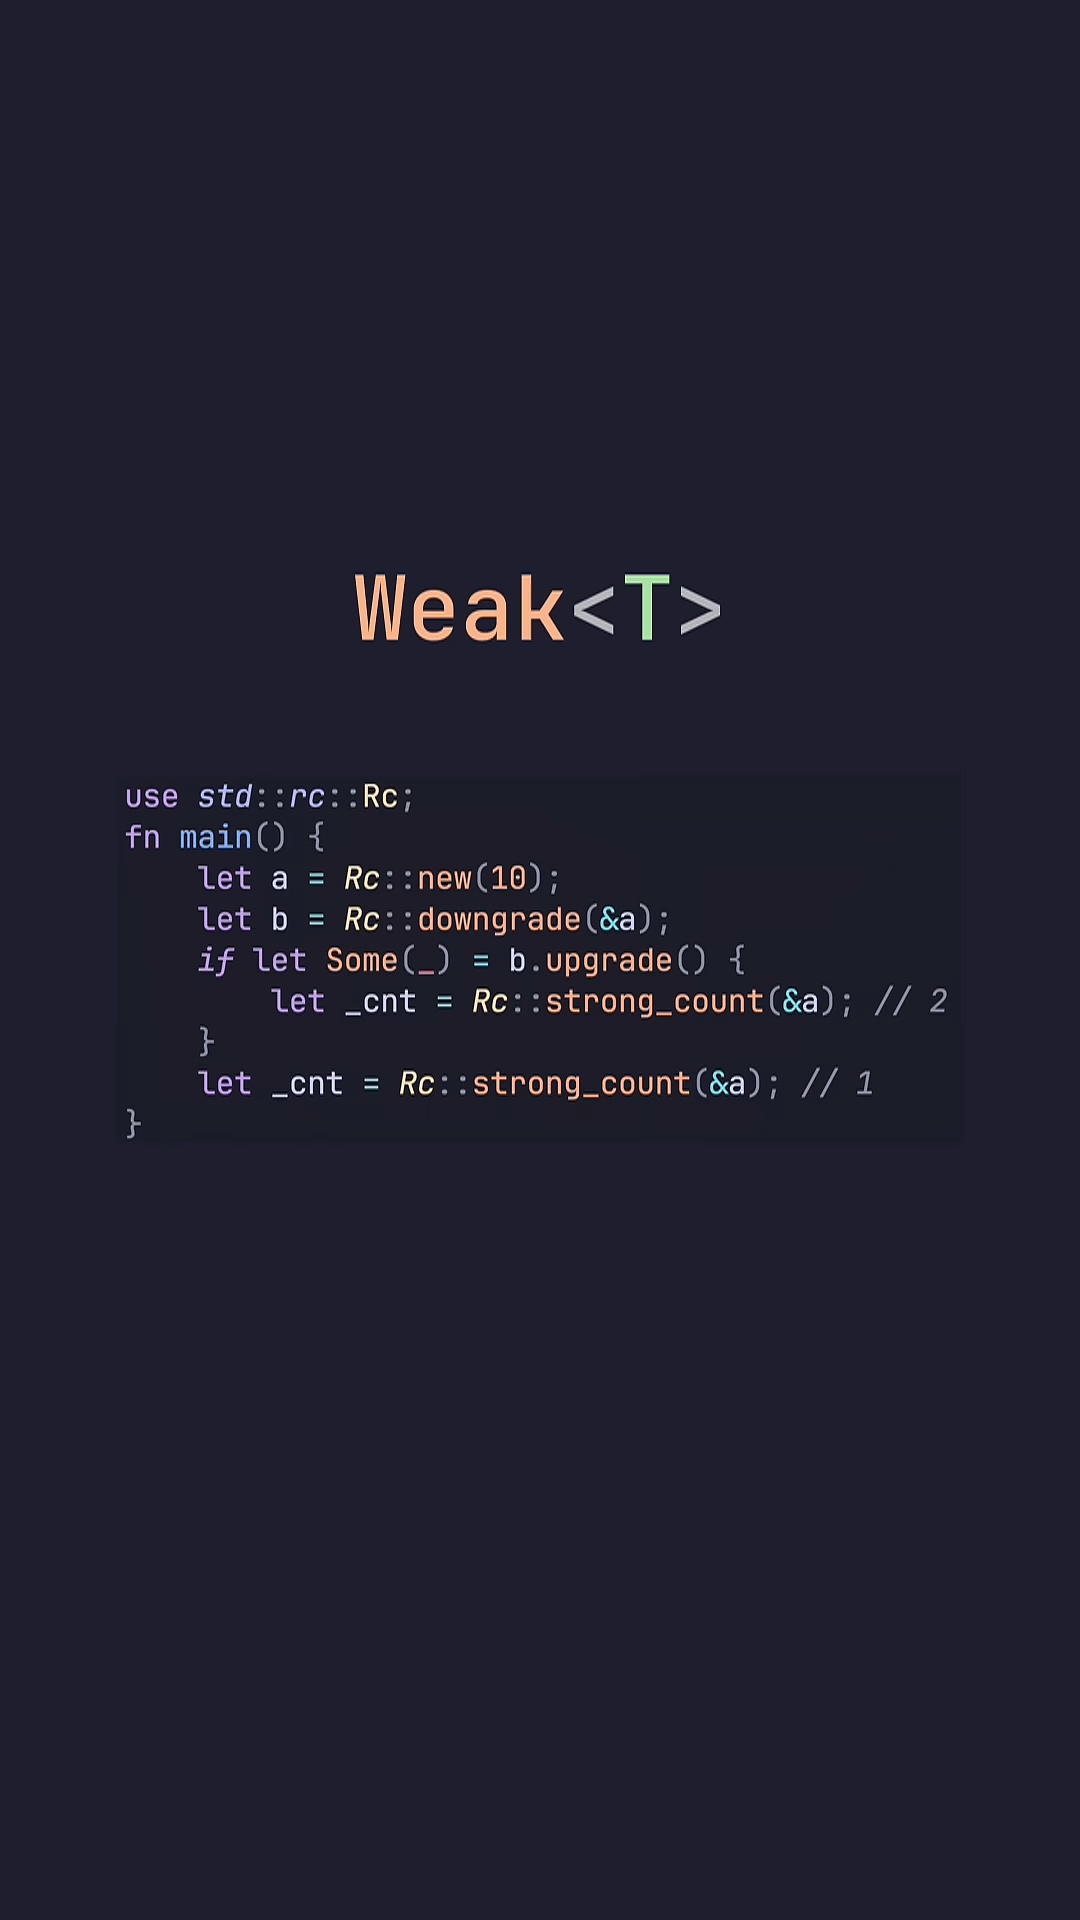 Weak<T>
use std::rc::Rc;
fn main() {
    let a = Rc::new(10);
    let b = Rc::downgrade(&a);
    if let Some(_) = b.upgrade() {
        let _cnt = Rc::strong_count(&a); // 2
    }
    let _cnt = Rc::strong_count(&a); // 1
}